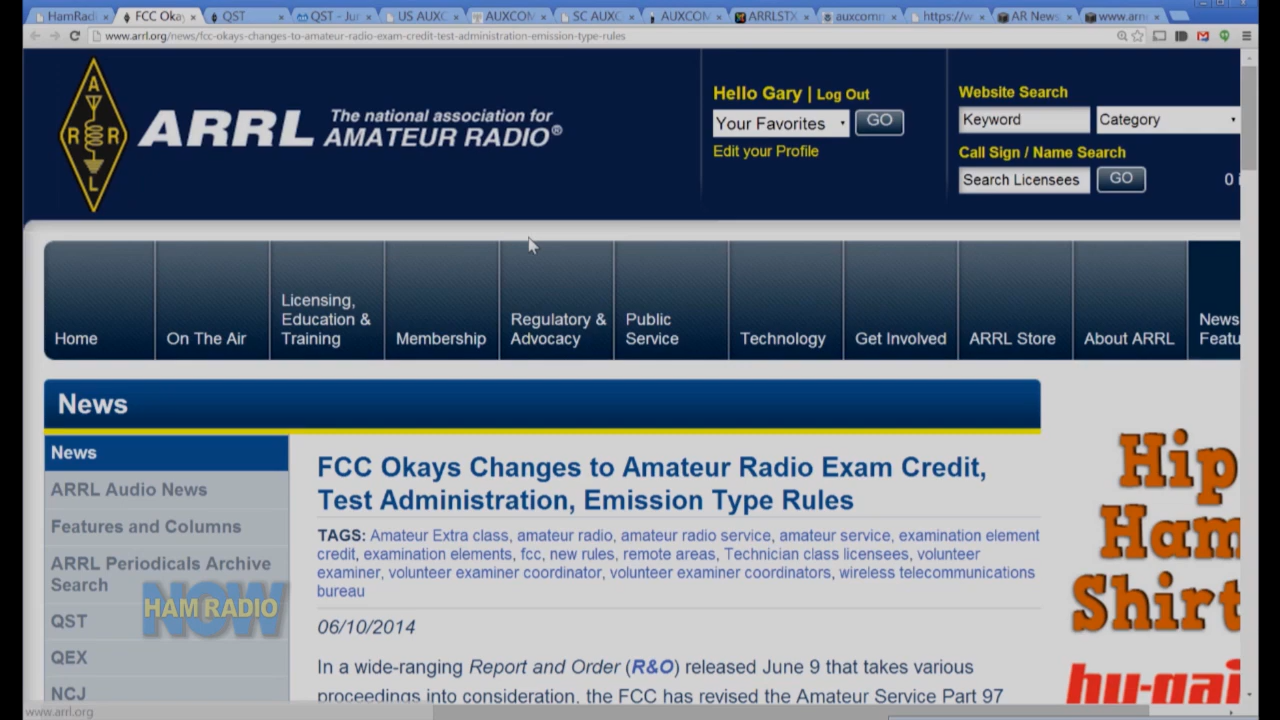 HamRadi
FCC Oka
QST
QST - Ju
US AUXC
AUXCOM
SC AUXC
AUXCOM
ARRLSTX
auxcomm
https://w
AR News
www.arn
www.arrl.org/news/fcc-okays-changes-to-amateur-radio-exam-credit-test-administration-emission-type-rules
A
R R
L
ARRL The national association for
AMATEUR RADIO®
Hello Gary | Log Out
Your Favorites GO
Edit your Profile
Website Search
Keyword Category
Call Sign / Name Search
Search Licensees GO
0
Home
On The Air
Licensing,
Education &
Training
Membership
Regulatory &
Advocacy
Public
Service
Technology
Get Involved
ARRL Store
About ARRL
News
Featu
News
News
ARRL Audio News
Features and Columns
ARRL Periodicals Archive
Search
QST
QEX
NCJ
NOW
HAM RADIO
FCC Okays Changes to Amateur Radio Exam Credit,
Test Administration, Emission Type Rules
TAGS: Amateur Extra class, amateur radio, amateur radio service, amateur service, examination element
credit, examination elements, fcc, new rules, remote areas, Technician class licensees, volunteer
examiner, volunteer examiner coordinator, volunteer examiner coordinators, wireless telecommunications
bureau
06/10/2014
In a wide-ranging Report and Order (R&O) released June 9 that takes various
proceedings into consideration, the FCC has revised the Amateur Service Part 97
Hip
Ham
Shirt
hu-nai
www.arrl.org